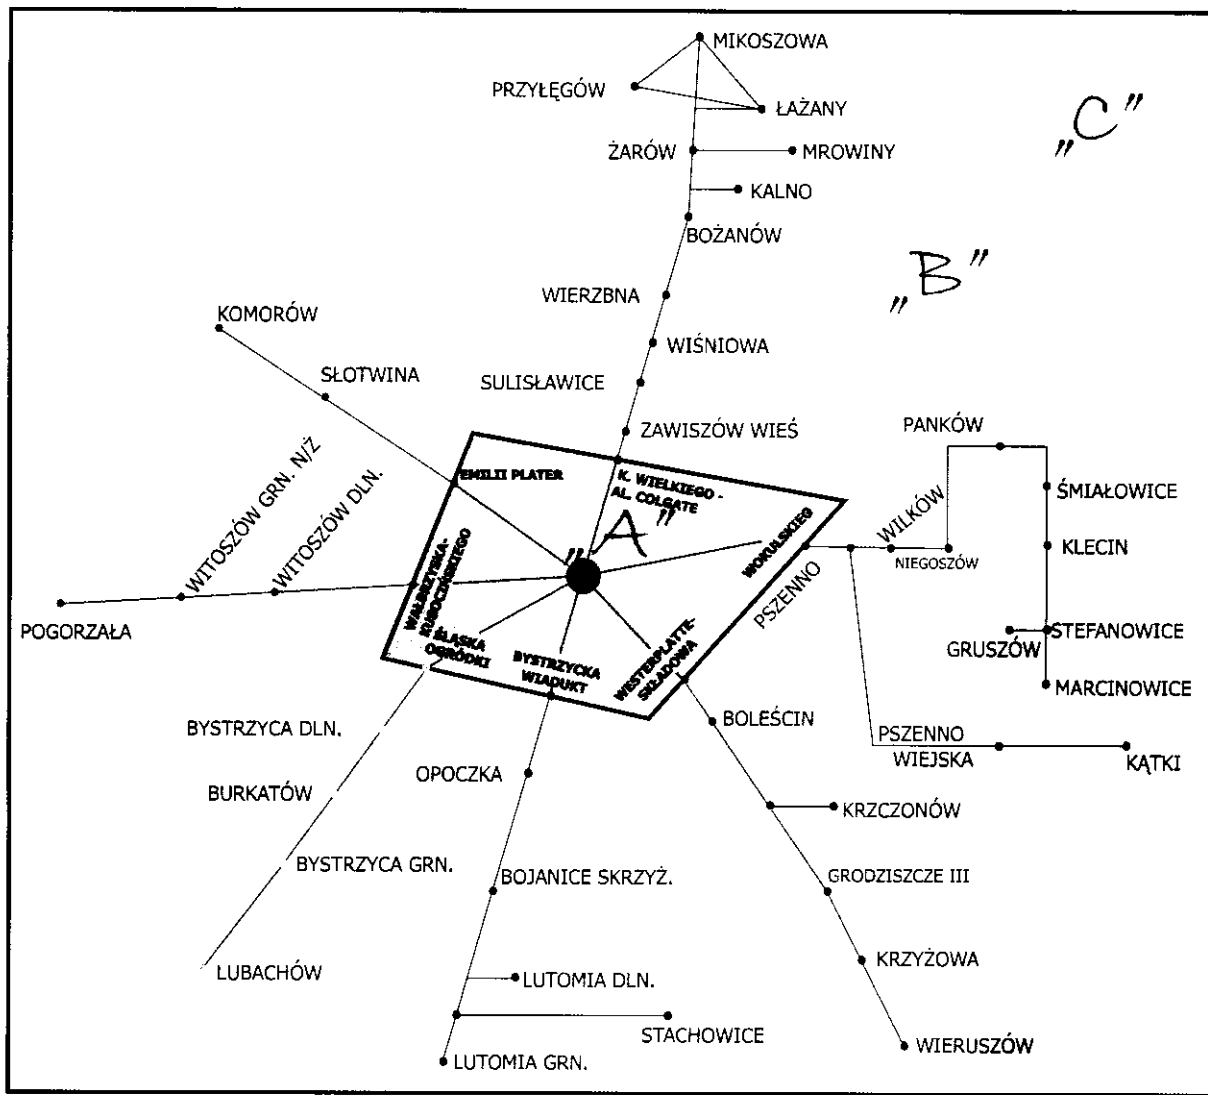 MIKOSZOWA
PRZYŁĘGÓW
ŁAŻANY
„C”
ŻARÓW
MROWINY
KALNO
BOŻANÓW
„B”
WIERZBNA
KOMORÓW
WIŚNIOWA
SŁOTWINA
SULISŁAWICE
ZAWISZÓW WIEŚ
PANKÓW
WITOSZÓW GRN. N/Ż
WITOSZÓW DLN.
EMILII PLATER
K. WIELKIEGO -
AL. COLGATE
„A”
WOKULSKIEG
WILKÓW
ŚMIAŁOWICE
KLECIN
NIEGOSZÓW
PSZENNO
POGORZAŁA
WAŁBRZYSKA-
KUSOCIŃSKIEGO
ŚLĄSKA
OGRÓDKI
BYSTRZYCKA
WIADUKT
WESTERPLATTE-
SKŁADOWA
STEFANOWICE
GRUSZÓW
MARCINOWICE
BOLEŚCIN
BYSTRZYCA DLN.
PSZENNO
WIEJSKA
KĄTKI
OPOCZKA
BURKATÓW
KRZCZONÓW
BYSTRZYCA GRN.
BOJANICE SKRZYŻ.
GRODZISZCZE III
KRZYŻOWA
LUBACHÓW
LUTOMIA DLN.
STACHOWICE
WIERUSZÓW
LUTOMIA GRN.